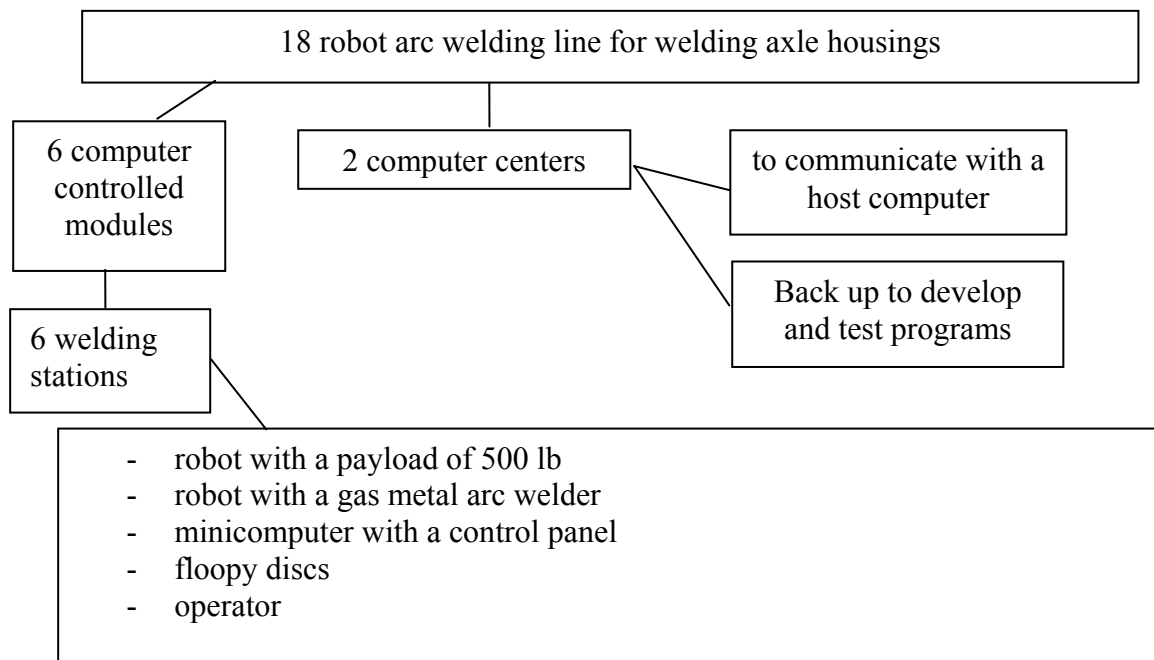 18 robot arc welding line for welding axle housings
6 computer
controlled
modules
2 computer centers
to communicate with a
host computer
Back up to develop
and test programs
6 welding
stations
- robot with a payload of 500 lb
- robot with a gas metal arc welder
- minicomputer with a control panel
- floopy discs
- operator